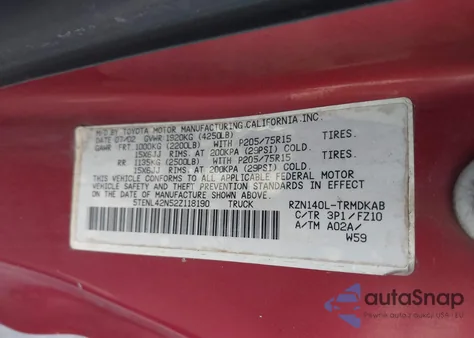 MFD BY TOYOTA MOTOR MANUFACTURING CALIFORNIA INC.
DATE 07/02 GVWR 1920KG (4250LB)
GAWR FRT 1000KG (2200LB) WITH P205/75R15 TIRES.
15X6JJ RIMS. AT 200KPA (29PSI) COLD.
RR 1135KG (2500LB) WITH P205/75R15 TIRES.
15X6JJ RIMS. AT 200KPA (29PSI) COLD.
THIS VEHICLE CONFORMS TO ALL APPLICABLE FEDERAL MOTOR
VEHICLE SAFETY AND THEFT PREVENTION STANDARDS IN EFFECT
ON THE DATE OF MANUFACTURE SHOWN ABOVE.
5TENL42N52Z118190 TRUCK RZN140L-TRMDKAB
C/TR 3P1/FZ10
A/TM A02A/
W59
autoSnap